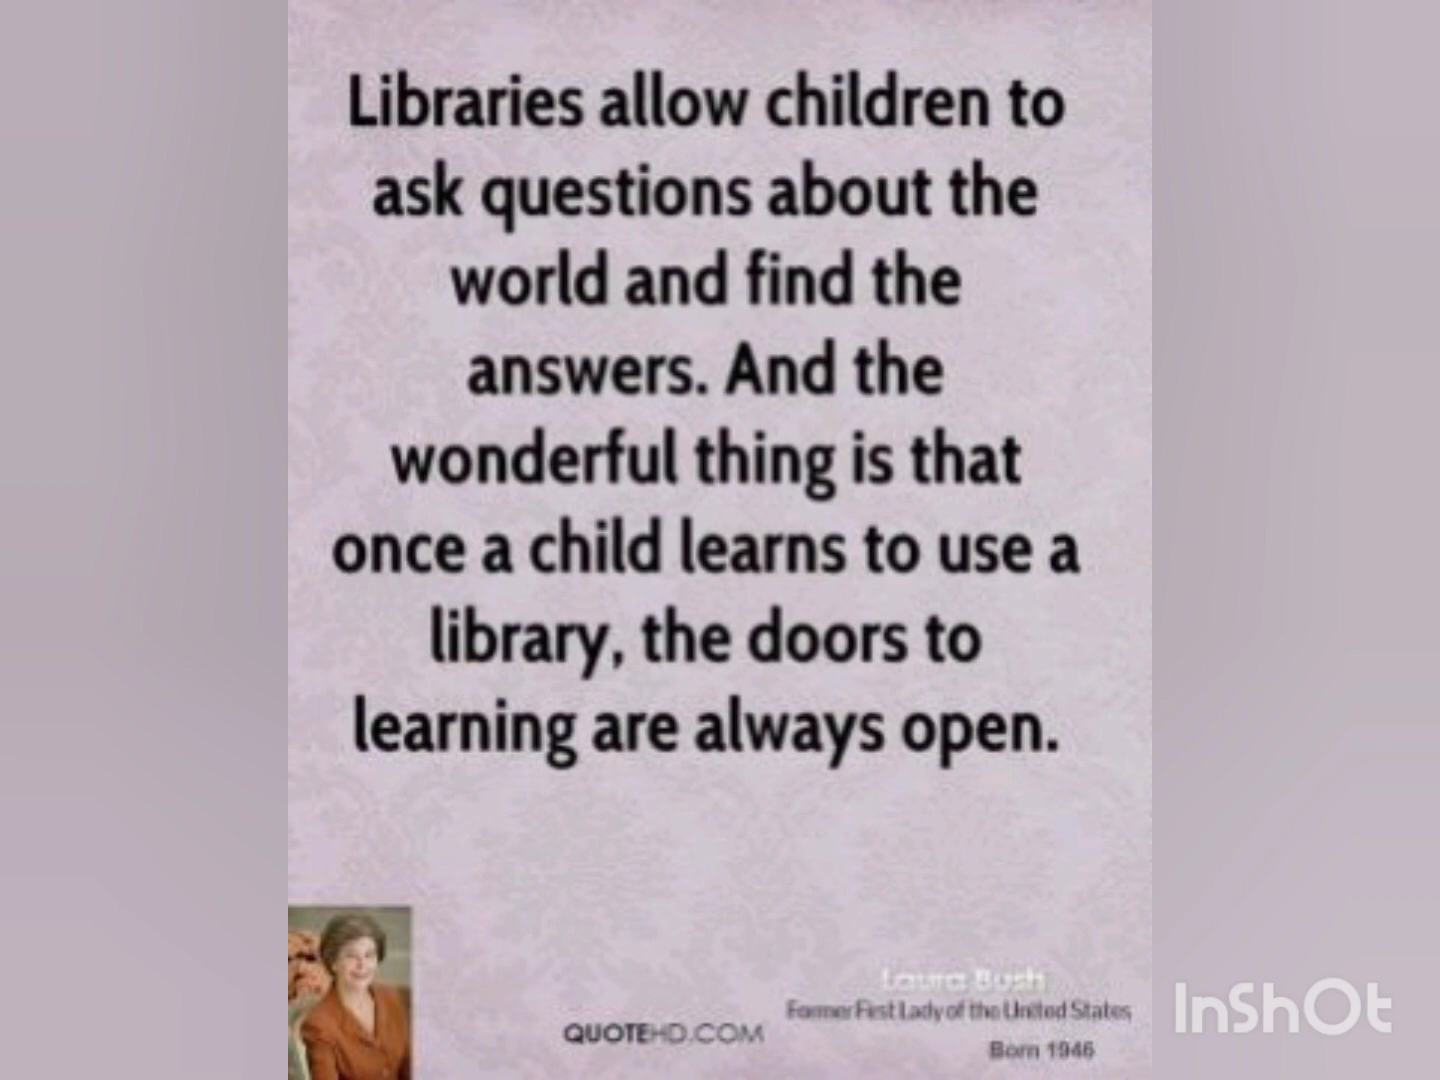 Libraries allow children to
ask questions about the
world and find the
answers. And the
wonderful thing is that
once a child learns to use a
library, the doors to
learning are always open.
Laura Bush
Former First Lady of the United States
QUOTEHD.COM
Born 1946
InShOt